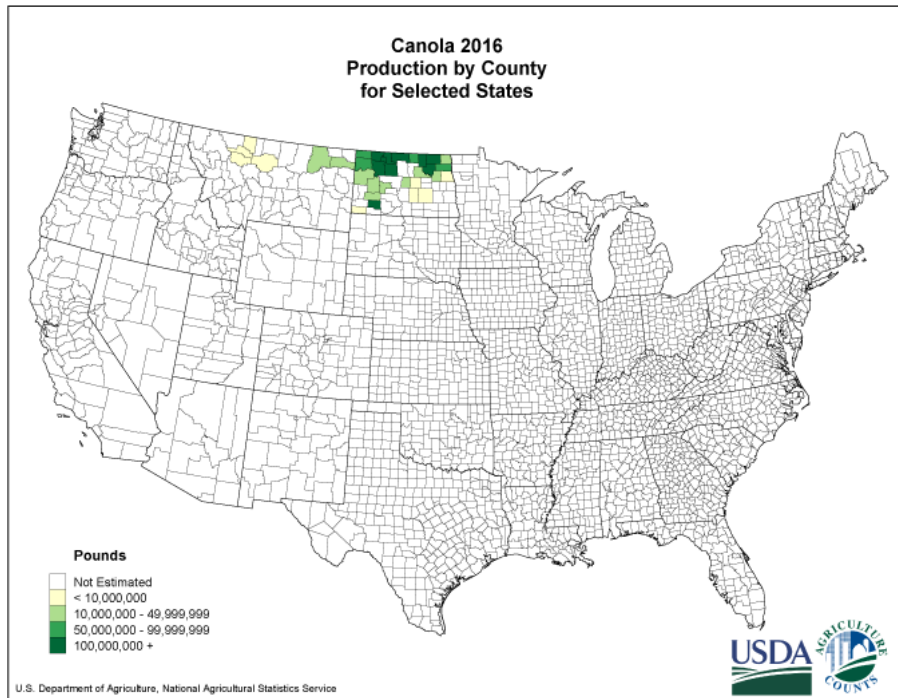 Canola 2016
Production by County
for Selected States
Pounds
Not Estimated
< 10,000,000
10,000,000 - 49,999,999
50,000,000 - 99,999,999
100,000,000 +
U.S. Department of Agriculture, National Agricultural Statistics Service
USDA
AGRICULTURE
COUNTS